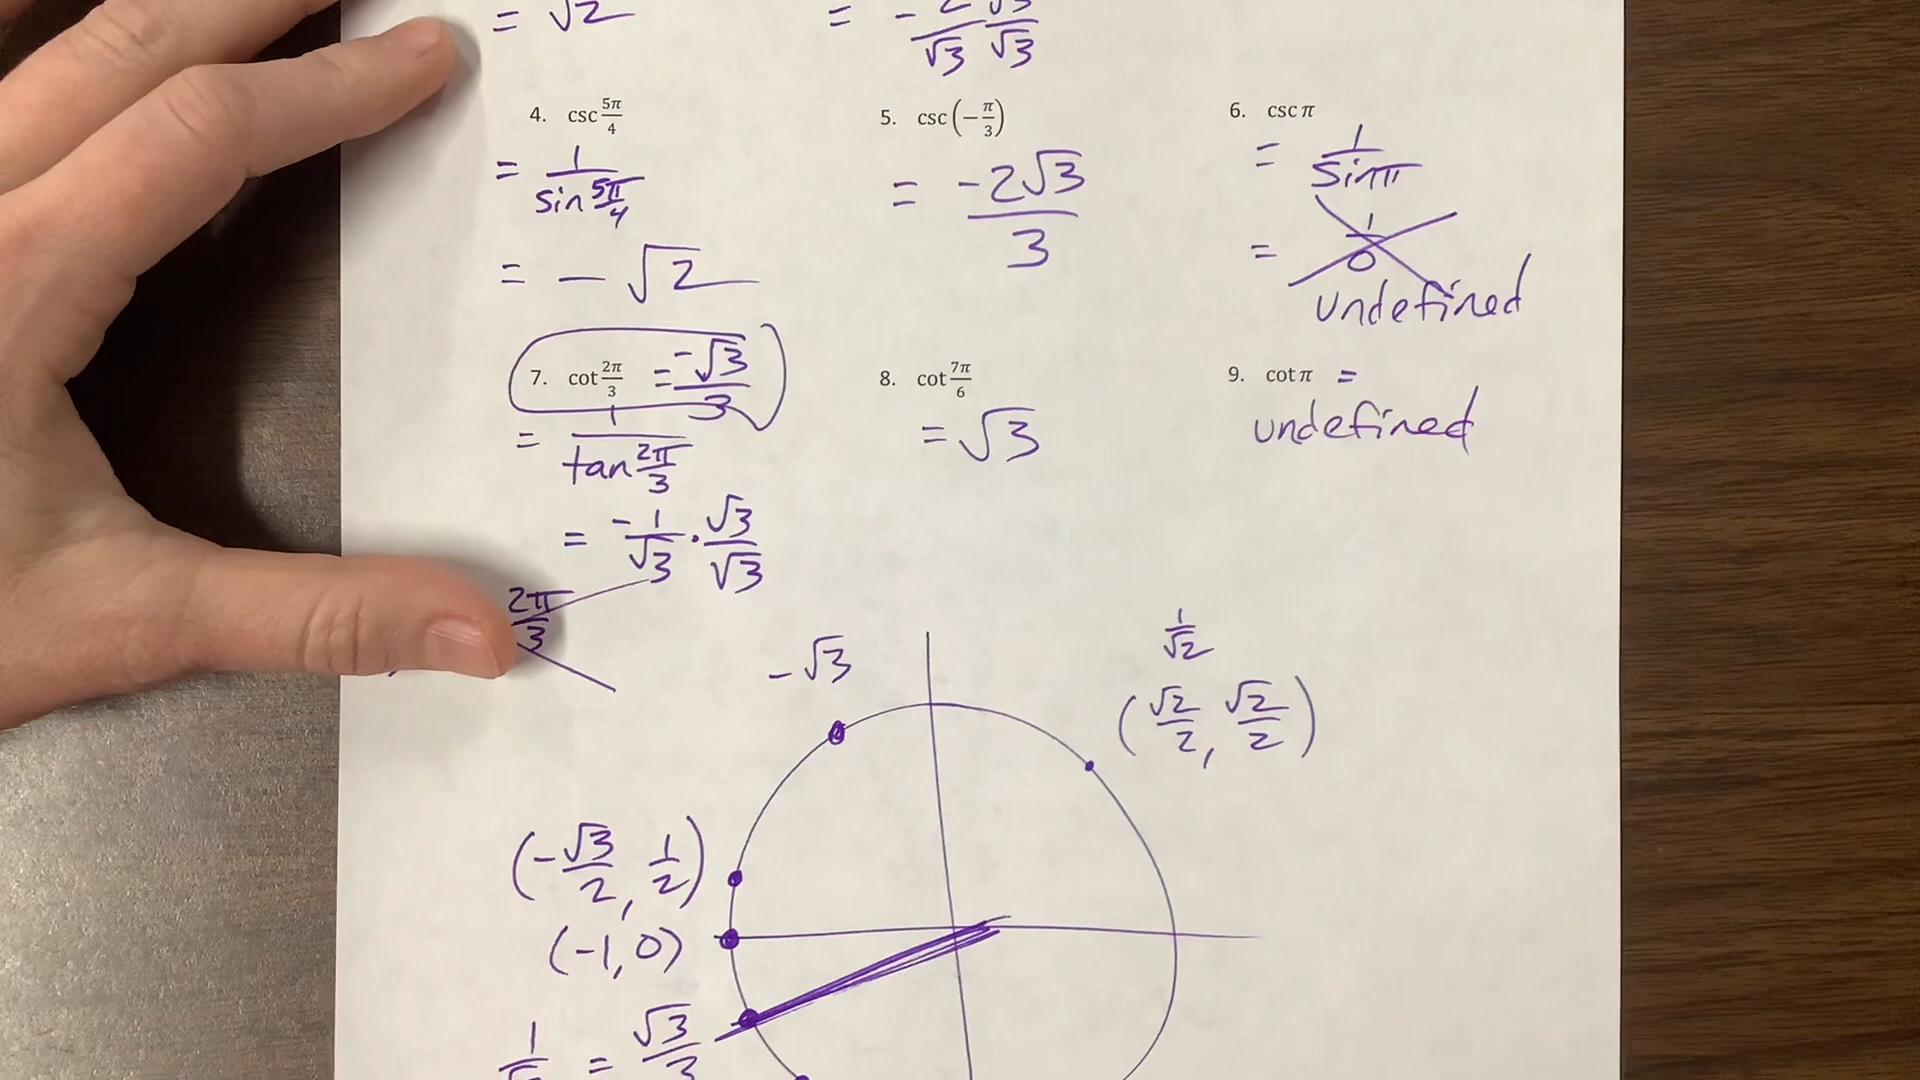 = √2
= - 2/√3 √3/√3
4. csc 5π/4
= 1/sin 5π/4
= - √2
5. csc(-π/3)
= -2√3/3
6. csc π
= 1/sin π
= 1/0
undefined
7. cot 2π/3 = -√3/3
= 1/tan 2π/3
= -1/√3 · √3/√3
8. cot 7π/6
= √3
9. cot π =
undefined
2π/3
-√3
1/√2
(√2/2, √2/2)
(-√3/2, 1/2)
(-1, 0)
= √3/3